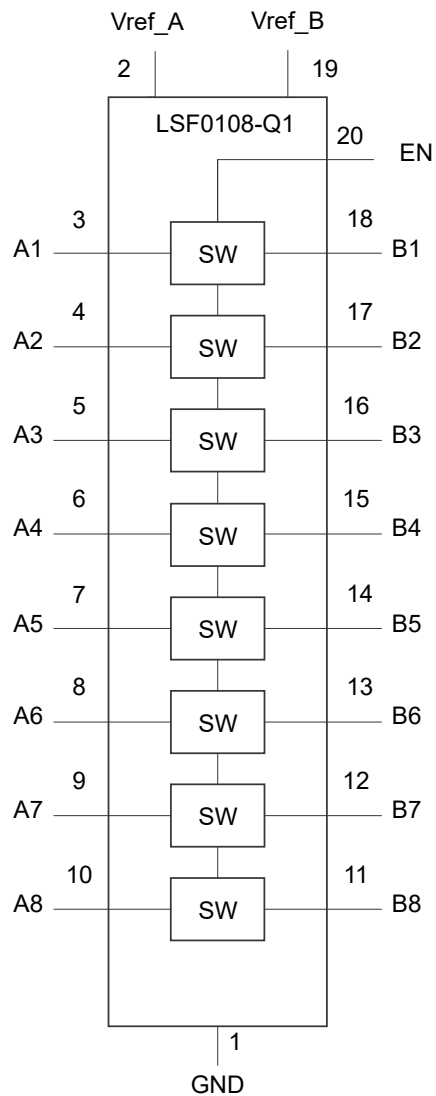 Vref_A Vref_B
2 19
LSF0108-Q1
20 EN
3 18
A1 SW B1
4 17
A2 SW B2
5 16
A3 SW B3
6 15
A4 SW B4
7 14
A5 SW B5
8 13
A6 SW B6
9 12
A7 SW B7
10 11
A8 SW B8
1
GND